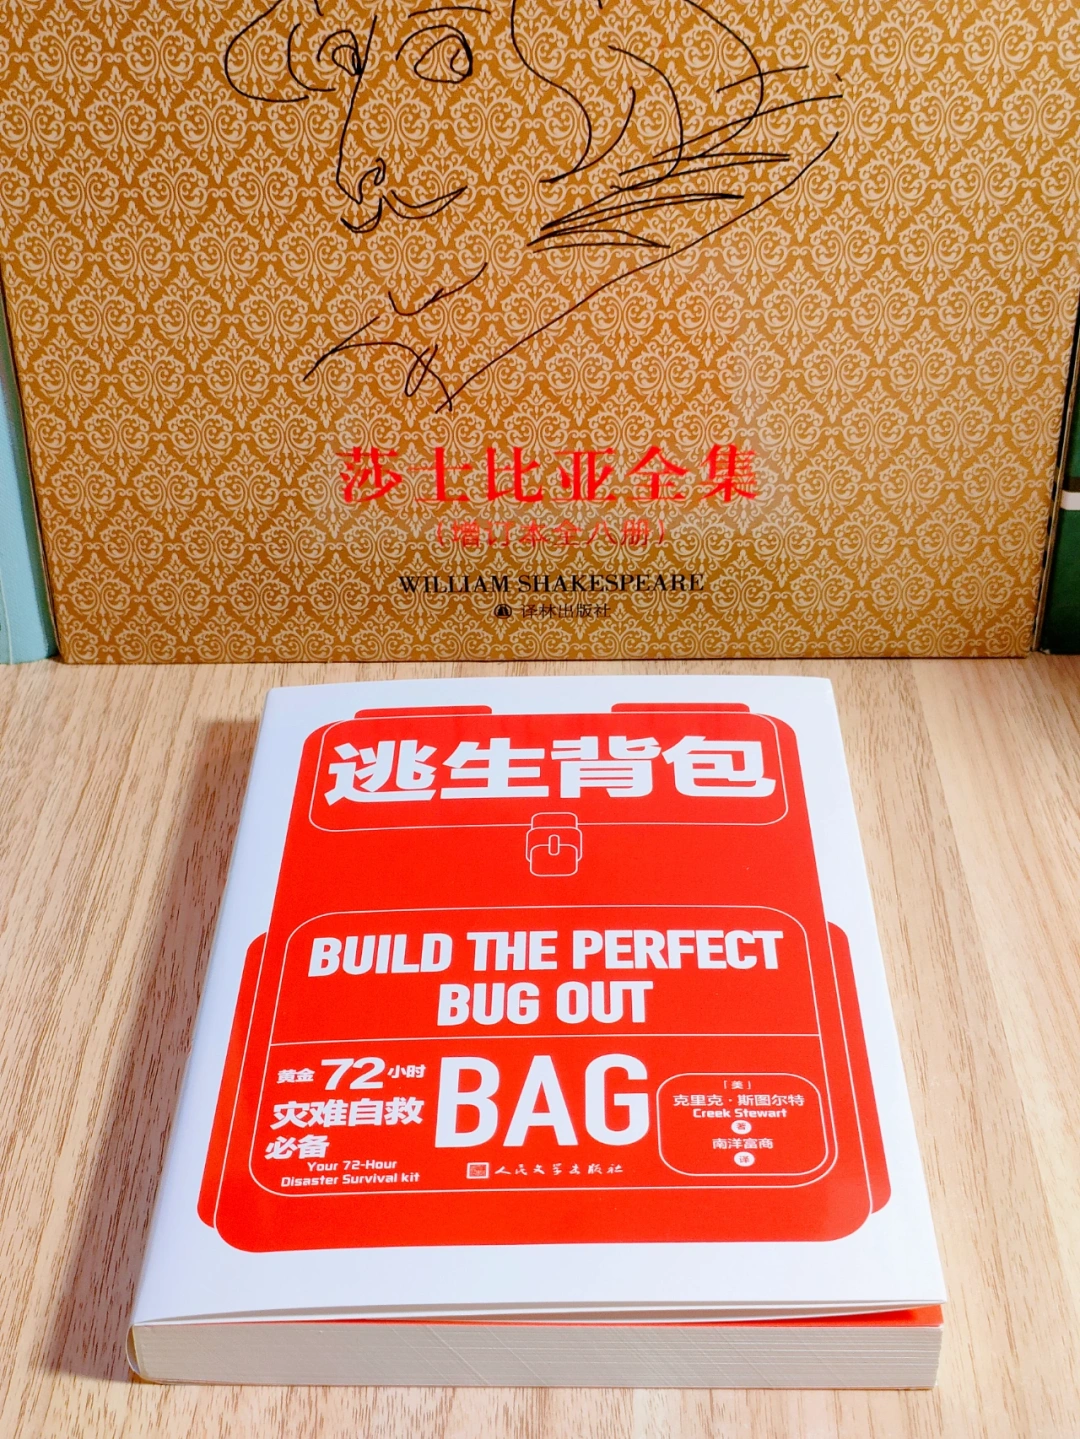 莎士比亚全集
（增订本全八册）
WILLIAM SHAKESPEARE
译林出版社
逃生背包
BUILD THE PERFECT
BUG OUT
BAG
黄金72小时
灾难自救
必备
Your 72-Hour
Disaster Survival kit
人民文学出版社
［美］
克里克·斯图尔特
Creek Stewart
著
南洋富商
译